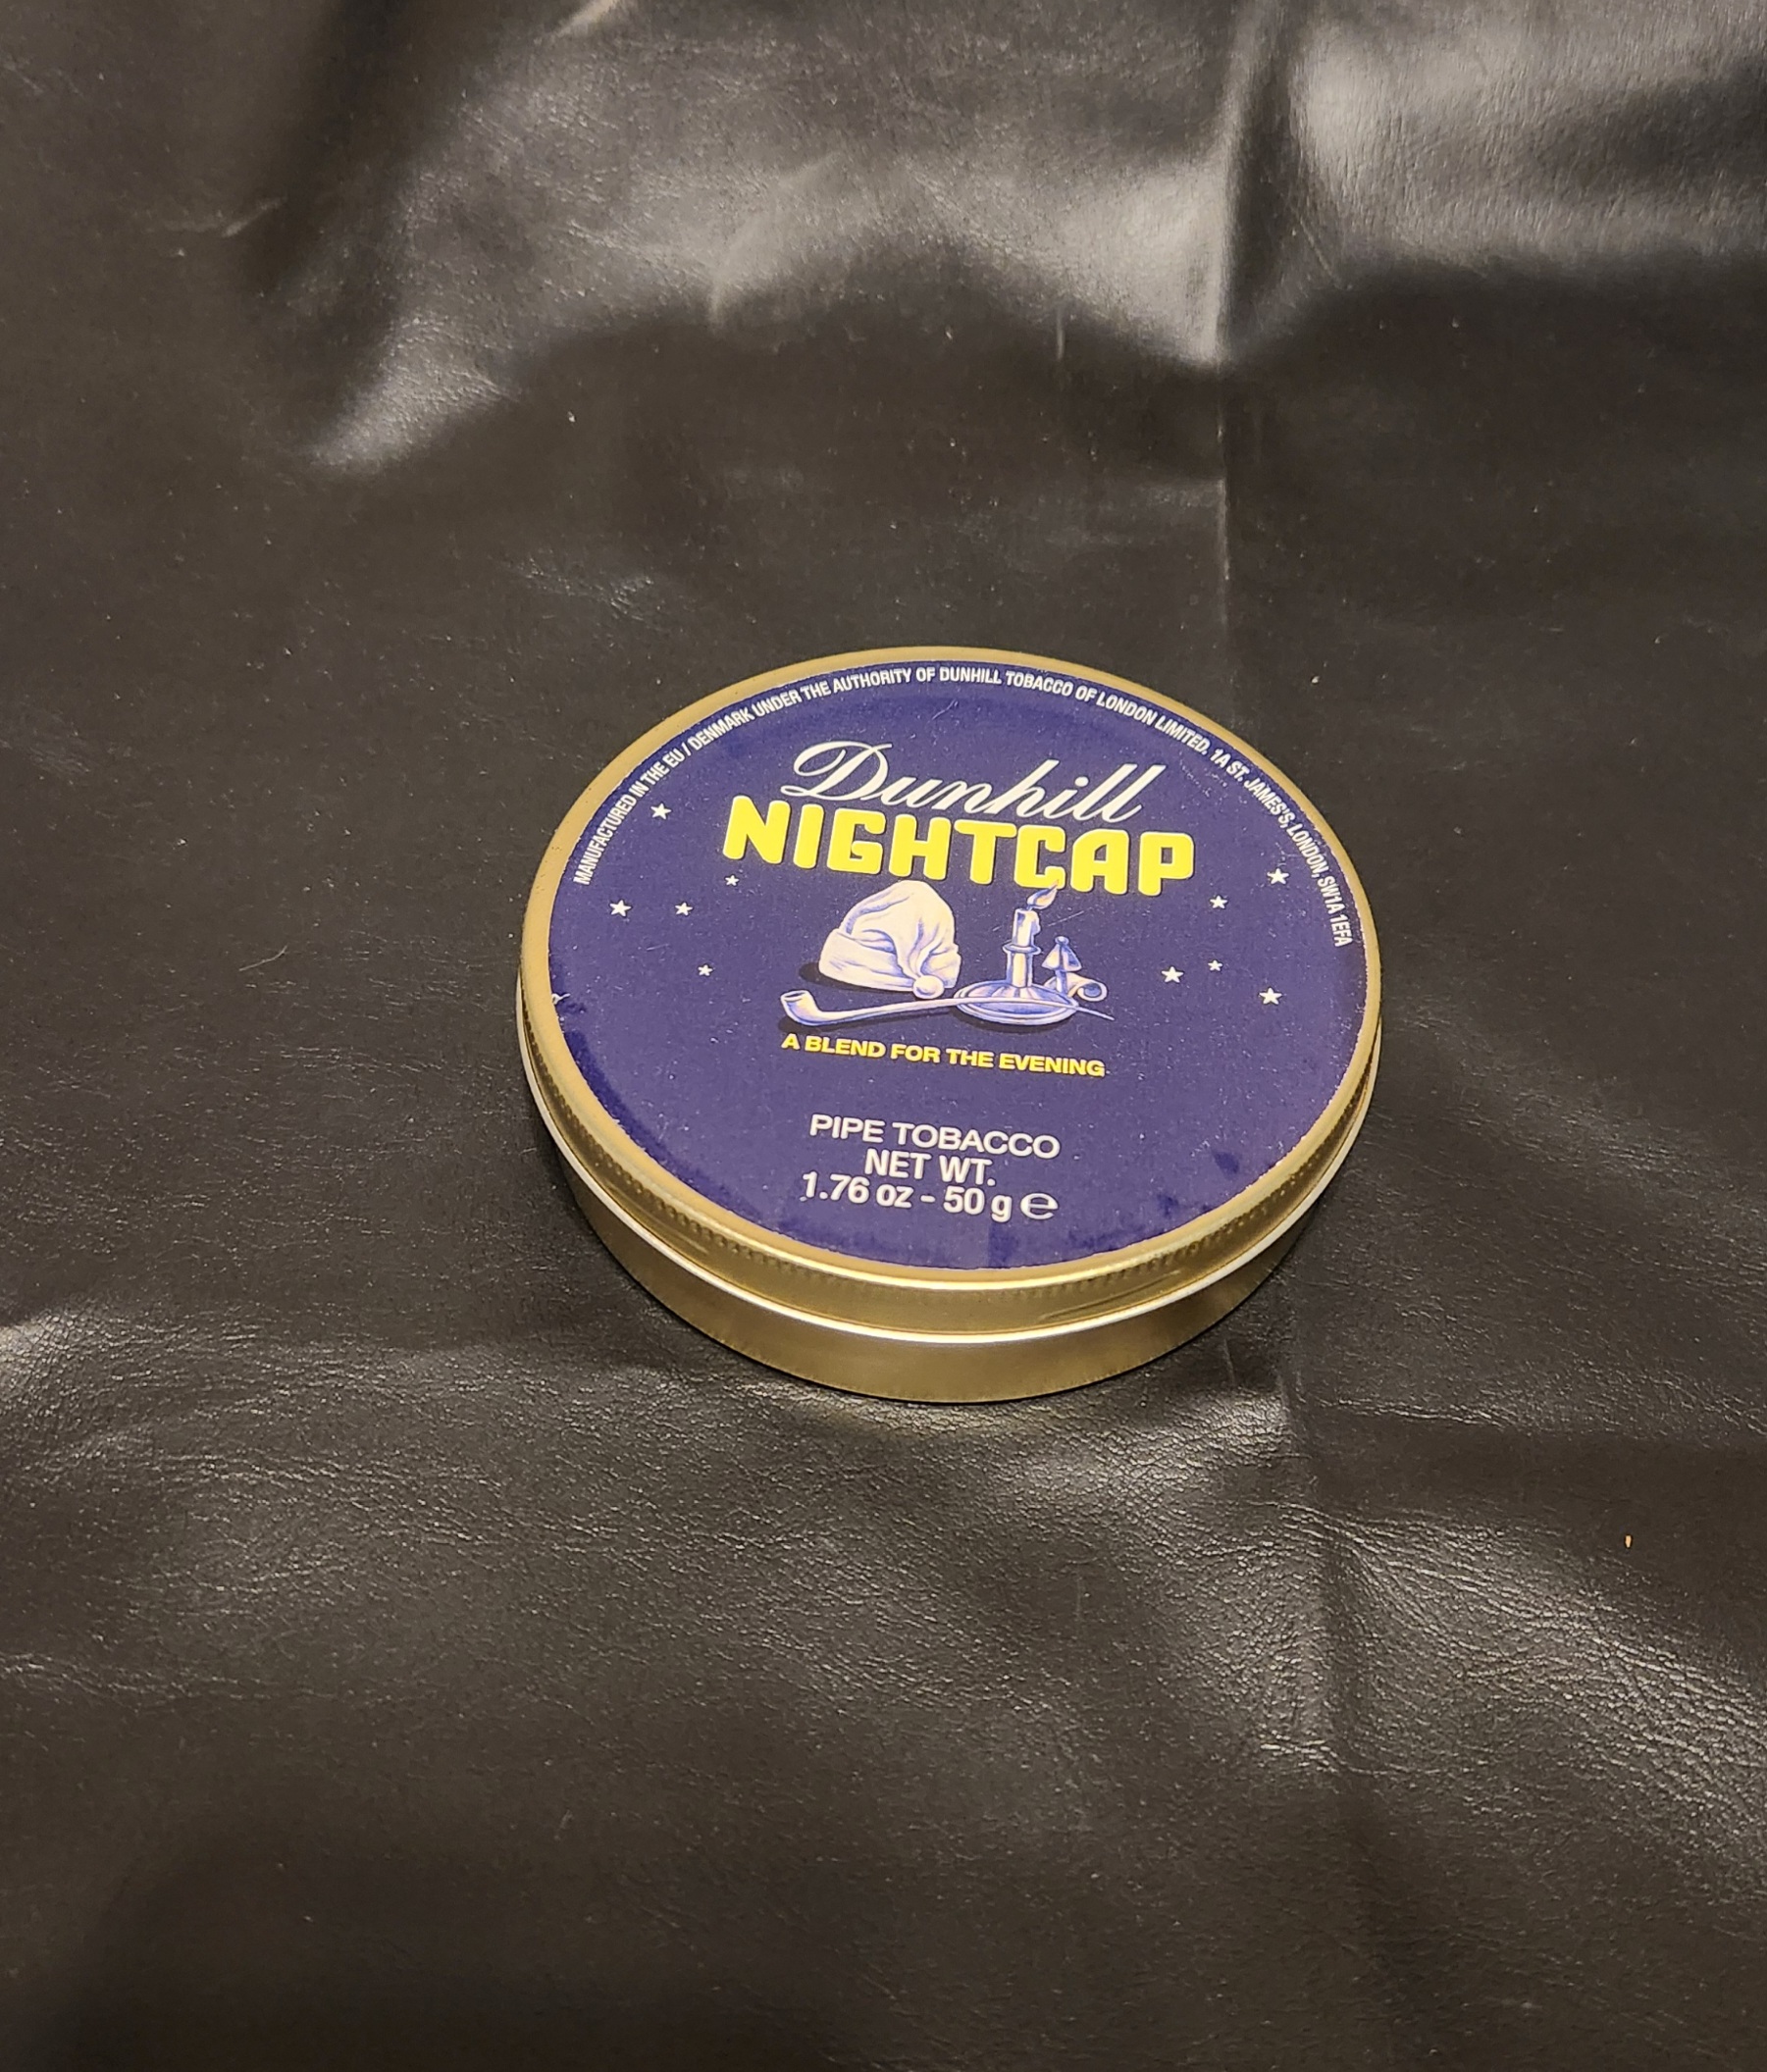 MANUFACTURED IN THE EU / DENMARK UNDER THE AUTHORITY OF DUNHILL TOBACCO OF LONDON LIMITED. 1A ST. JAMES'S, LONDON, SW1A 1EFA
Dunhill
NIGHTCAP
A BLEND FOR THE EVENING
PIPE TOBACCO
NET WT.
1.76 oz - 50 g ℮